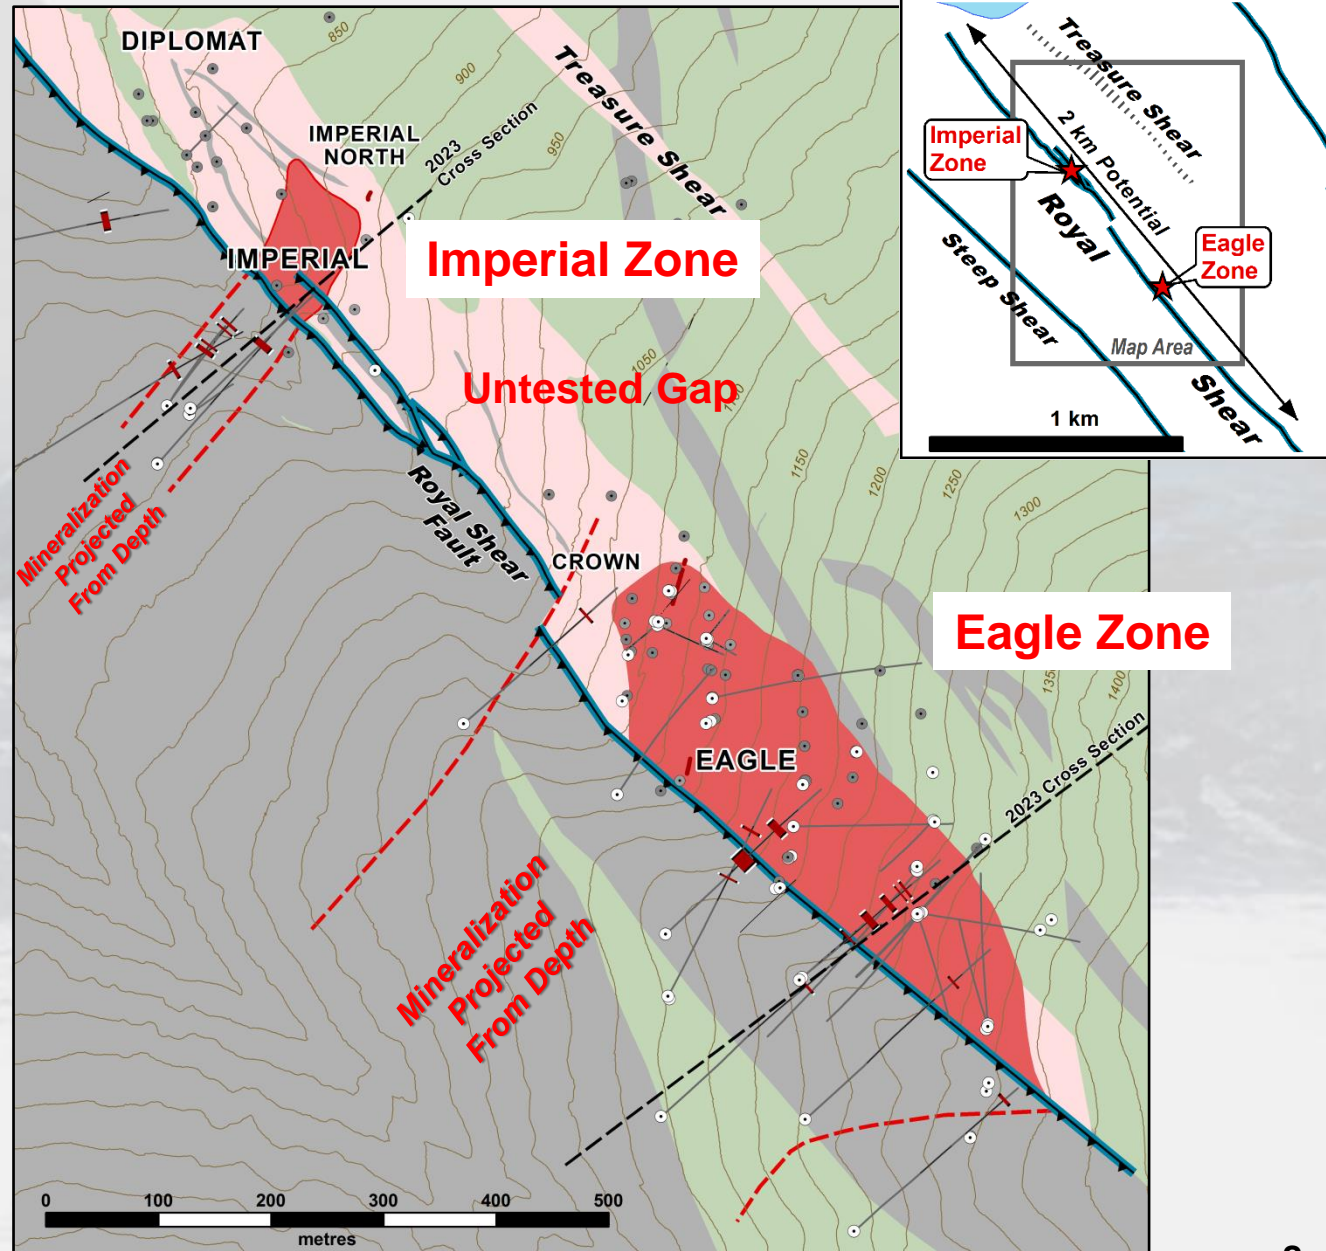 DIPLOMAT
850
900
950
Treasure Shear
IMPERIAL
NORTH
2023
Cross Section
IMPERIAL
Imperial Zone
Untested Gap
1050
1100
1150
1200
1250
1300
1350
1400
Mineralization
Projected
From Depth
Royal Shear
Fault
CROWN
Eagle Zone
EAGLE
2023 Cross Section
Mineralization
Projected
From Depth
0 100 200 300 400 500
metres
Treasure Shear
Imperial
Zone
2 km Potential
Royal
Shear
Eagle
Zone
Steep Shear
Map Area
1 km